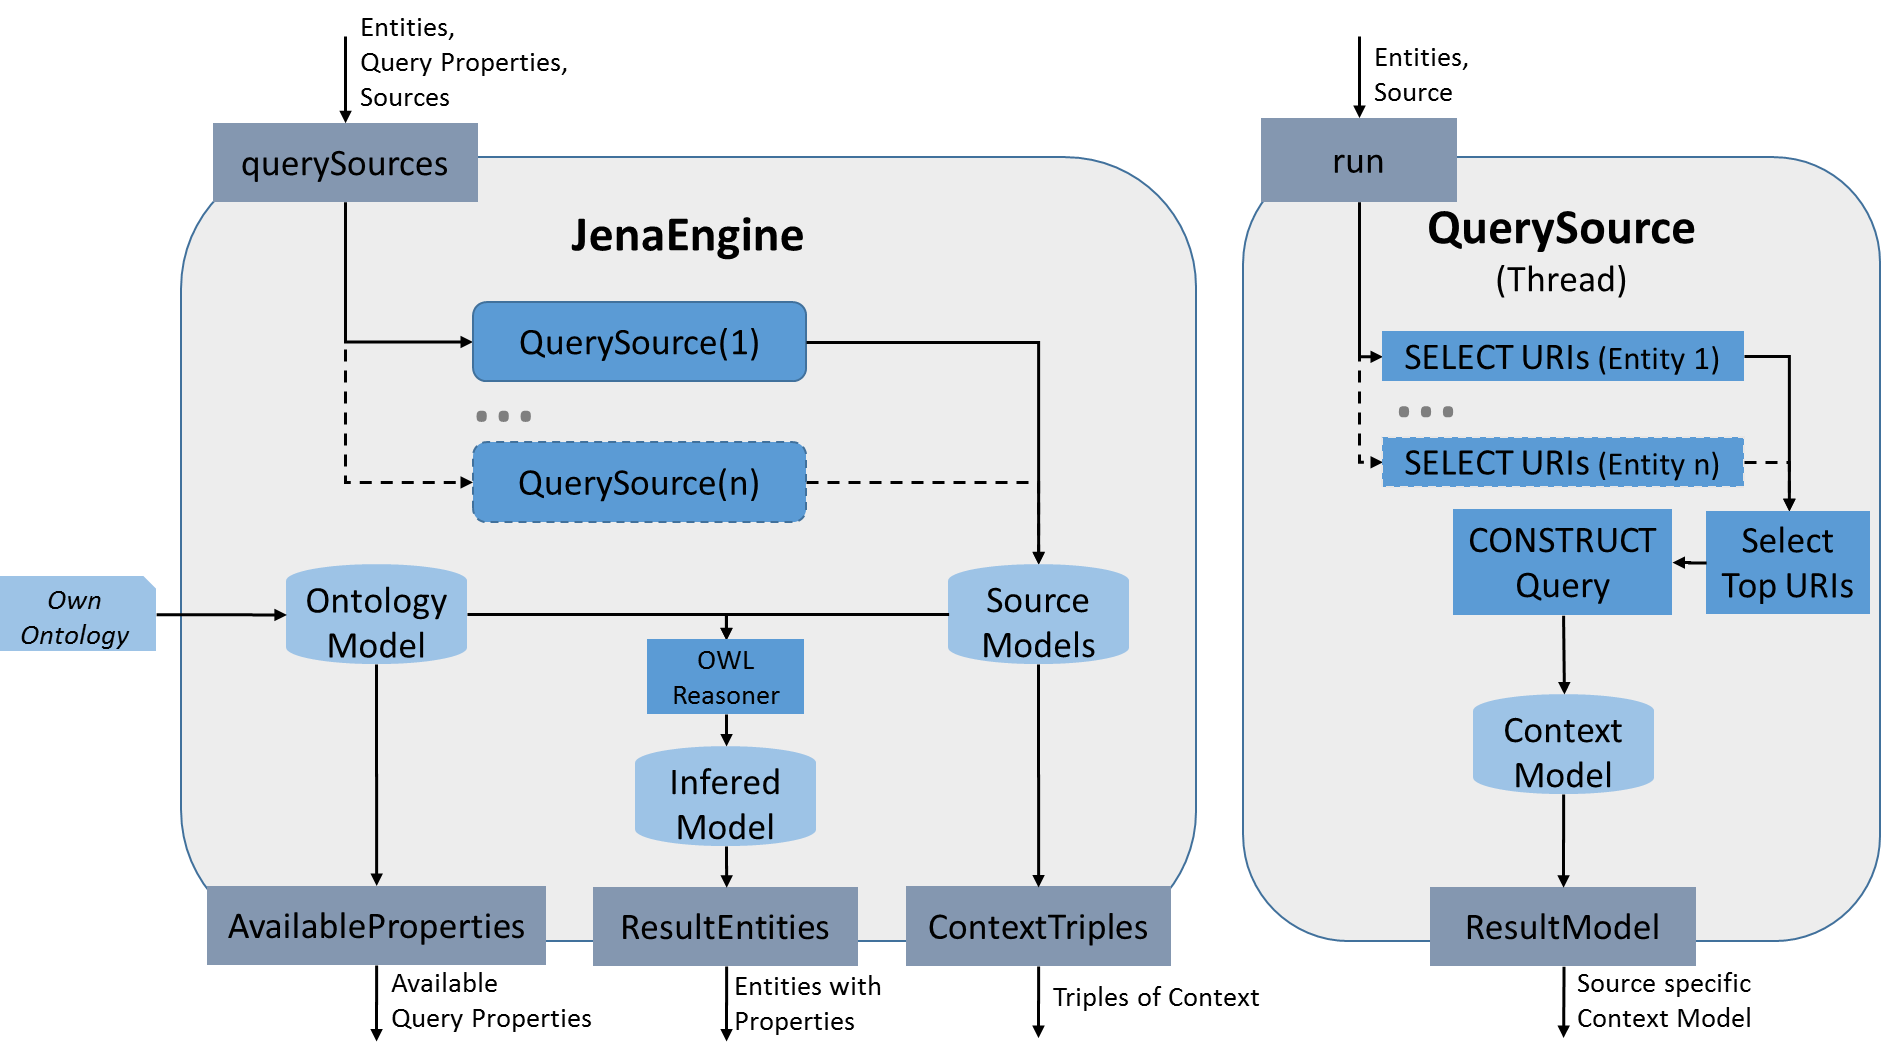 Entities,
Query Properties,
Sources
querySources
JenaEngine
QuerySource(1)
...
QuerySource(n)
Own
Ontology
Ontology
Model
Source
Models
OWL
Reasoner
Infered
Model
AvailableProperties
ResultEntities
ContextTriples
Available
Query Properties
Entities with
Properties
Triples of Context
Entities,
Source
run
QuerySource
(Thread)
SELECT URIs (Entity 1)
...
SELECT URIs (Entity n)
CONSTRUCT
Query
Select
Top URIs
Context
Model
ResultModel
Source specific
Context Model